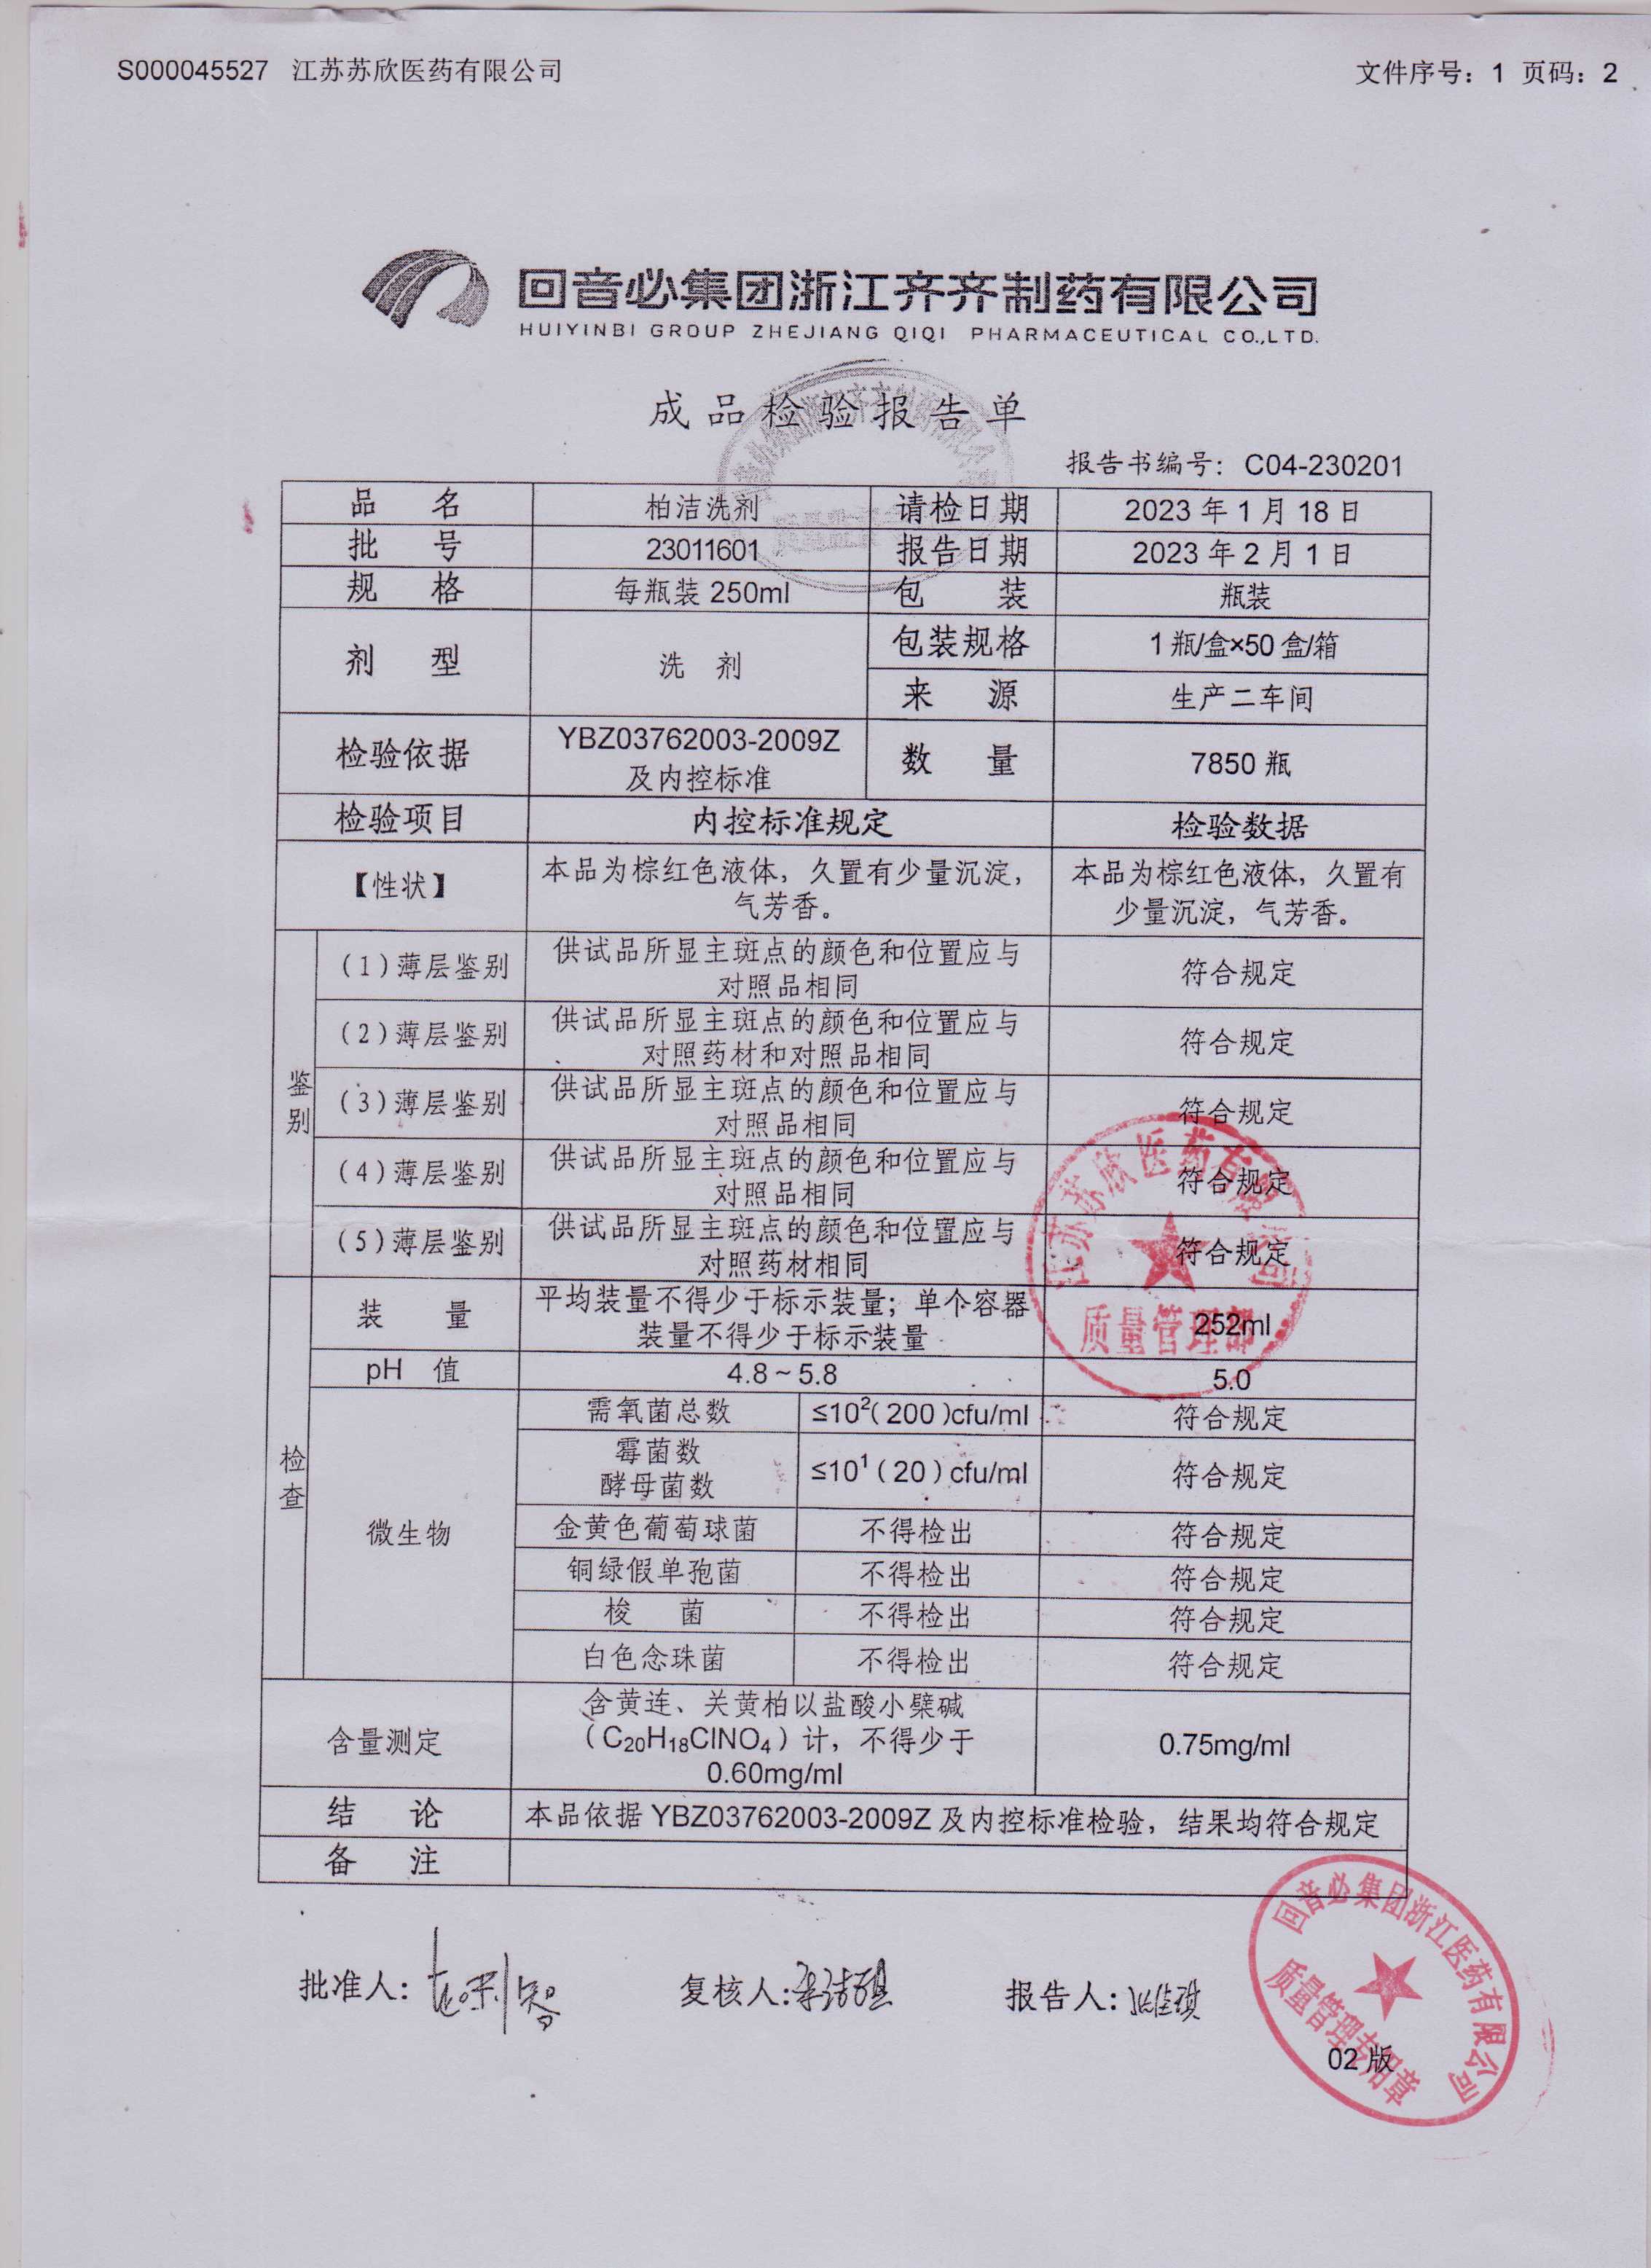 S000045527 江苏苏欣医药有限公司
文件序号：1 页码：2
回音必集团浙江齐齐制药有限公司
HUIYINBI GROUP ZHEJIANG QIQI PHARMACEUTICAL CO.,LTD.
成品检验报告单
报告书编号：C04-230201
品 名 柏洁洗剂 请检日期 2023年1月18日
批 号 23011601 报告日期 2023年2月1日
规 格 每瓶装 250ml 包 装 瓶装
剂 型 洗 剂 包装规格 1瓶/盒×50盒/箱
来 源 生产二车间
检验依据 YBZ03762003-2009Z
及内控标准 数 量 7850瓶
检验项目 内控标准规定 检验数据
【性状】 本品为棕红色液体，久置有少量沉淀，
气芳香。
本品为棕红色液体，久置有
少量沉淀，气芳香。
鉴别
(1)薄层鉴别 供试品所显主斑点的颜色和位置应与
对照品相同 符合规定
(2)薄层鉴别 供试品所显主斑点的颜色和位置应与
对照药材和对照品相同 符合规定
(3)薄层鉴别 供试品所显主斑点的颜色和位置应与
对照品相同 符合规定
(4)薄层鉴别 供试品所显主斑点的颜色和位置应与
对照品相同 符合规定
(5)薄层鉴别 供试品所显主斑点的颜色和位置应与
对照药材相同 符合规定
检查
装 量 平均装量不得少于标示装量；单个容器
装量不得少于标示装量 252ml
pH 值 4.8～5.8 5.0
微生物
需氧菌总数 ≤10²(200)cfu/ml 符合规定
霉菌数
酵母菌数 ≤10¹(20)cfu/ml 符合规定
金黄色葡萄球菌 不得检出 符合规定
铜绿假单孢菌 不得检出 符合规定
梭 菌 不得检出 符合规定
白色念珠菌 不得检出 符合规定
含量测定 含黄连、关黄柏以盐酸小檗碱
（C₂₀H₁₈ClNO₄）计，不得少于
0.60mg/ml 0.75mg/ml
结 论 本品依据 YBZ03762003-2009Z 及内控标准检验，结果均符合规定
备 注
江苏苏欣医药有限公司
质量管理部
批准人：
复核人：
报告人：
回音必集团浙江医药有限公司
质量管理专用章
02版